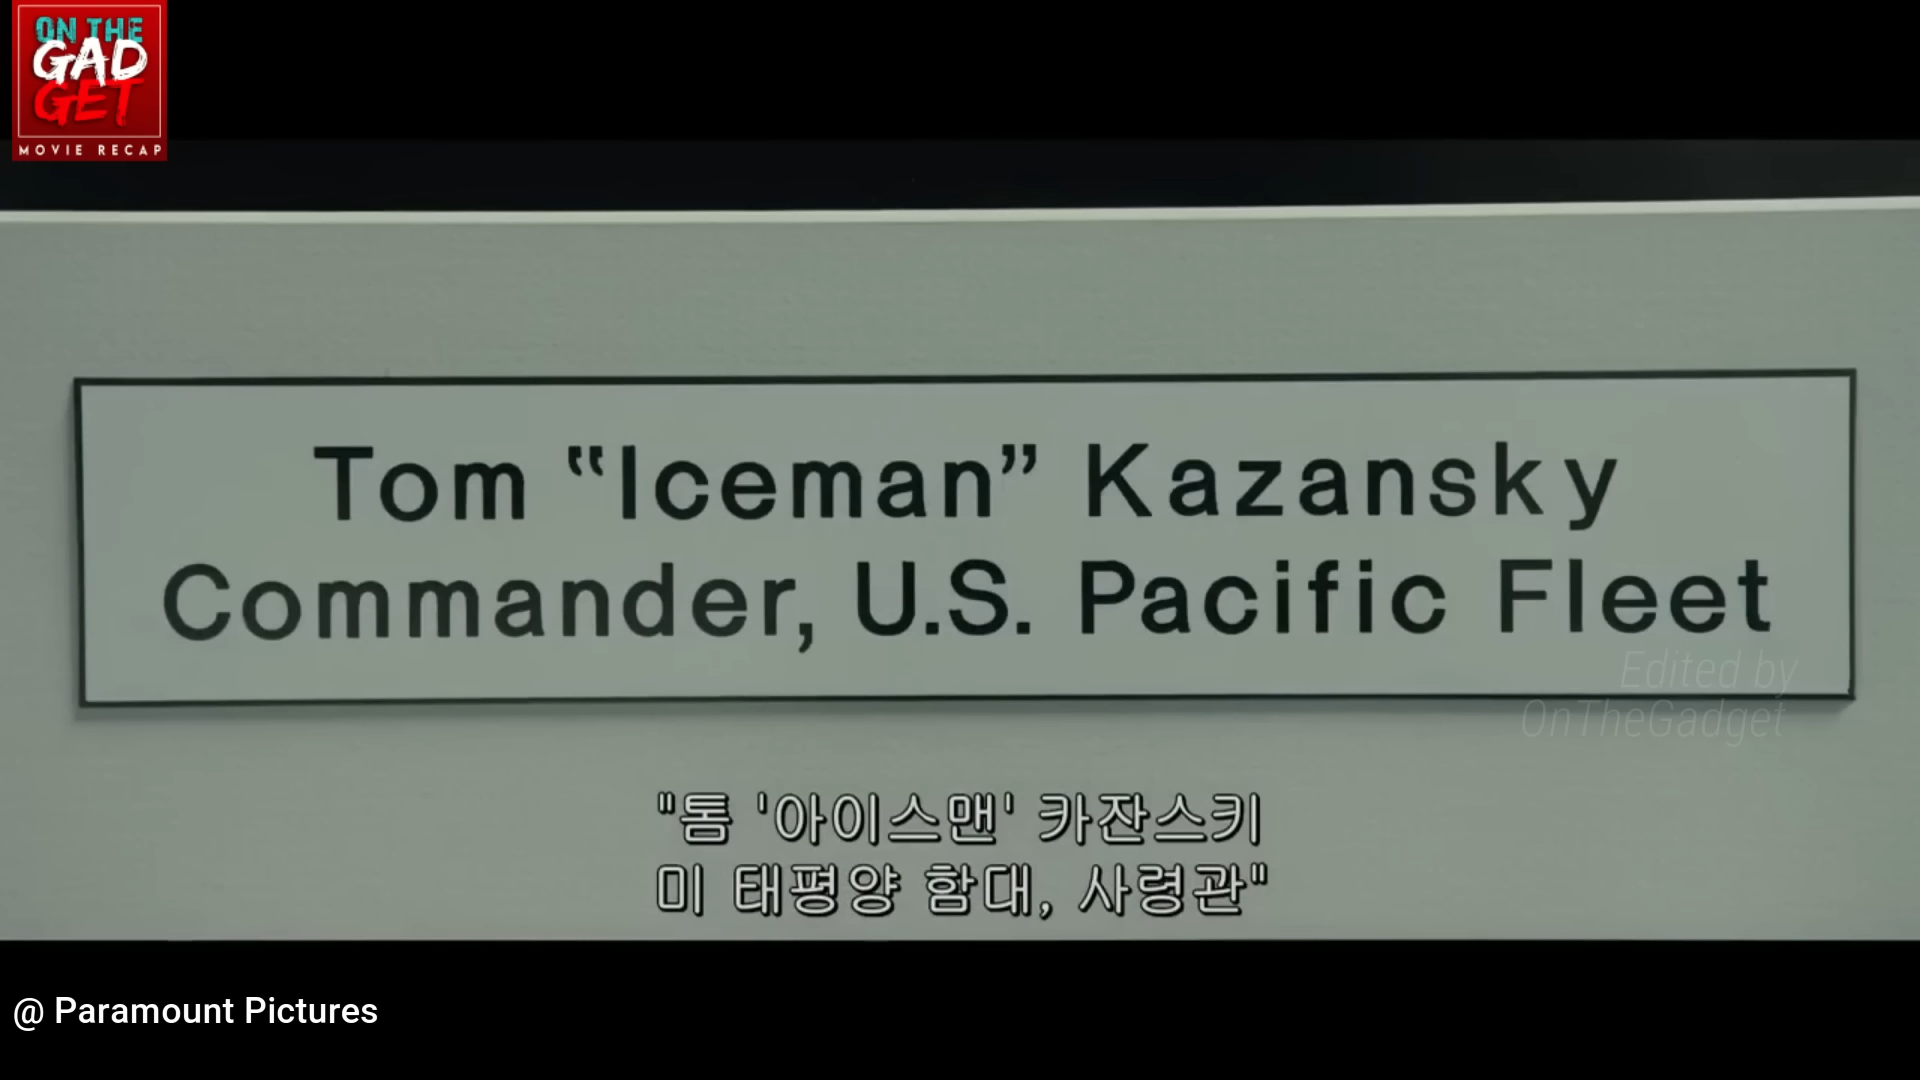 ON THE
GAD
GET
MOVIE RECAP
Tom “Iceman” Kazansky
Commander, U.S. Pacific Fleet
Edited by
OnTheGadget
"톰 '아이스맨' 카잔스키
미 태평양 함대, 사령관"
@ Paramount Pictures